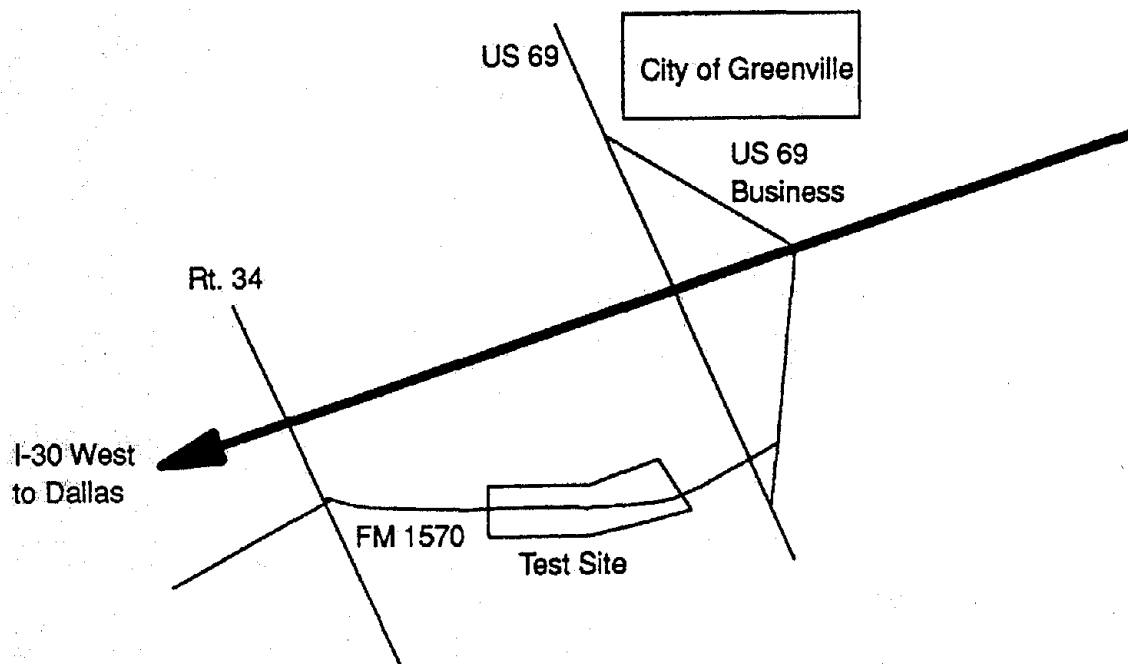 US 69
City of Greenville
US 69
Business
Rt. 34
I-30 West
to Dallas
FM 1570
Test Site